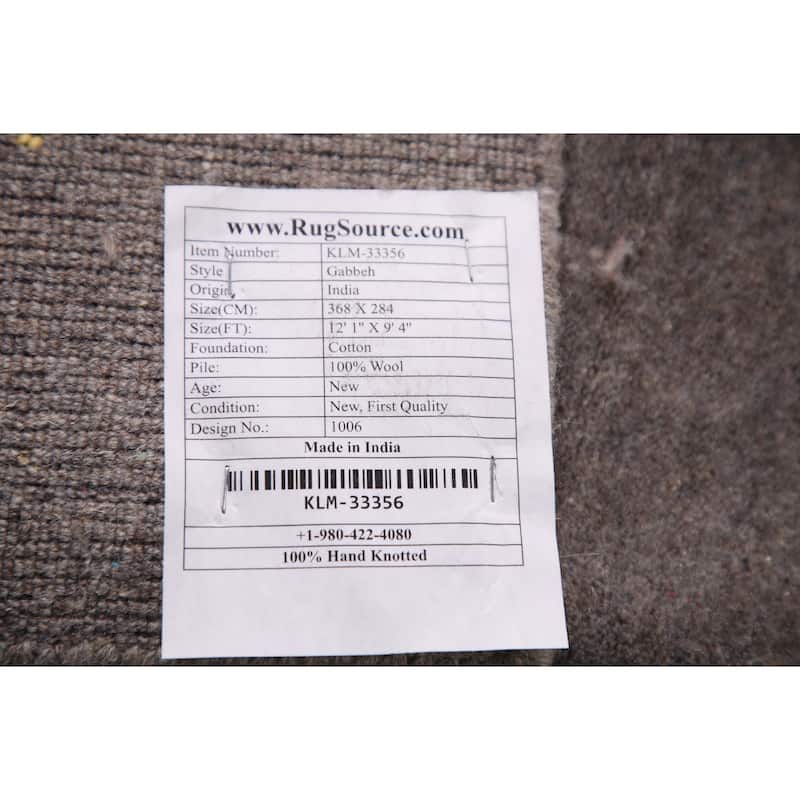 www.RugSource.com
Item Number: KLM-33356
Style Gabbeh
Origin India
Size(CM): 368 X 284
Size(FT): 12' 1" X 9' 4"
Foundation: Cotton
Pile: 100% Wool
Age: New
Condition: New, First Quality
Design No.: 1006
Made in India
KLM-33356
+1-980-422-4080
100% Hand Knotted